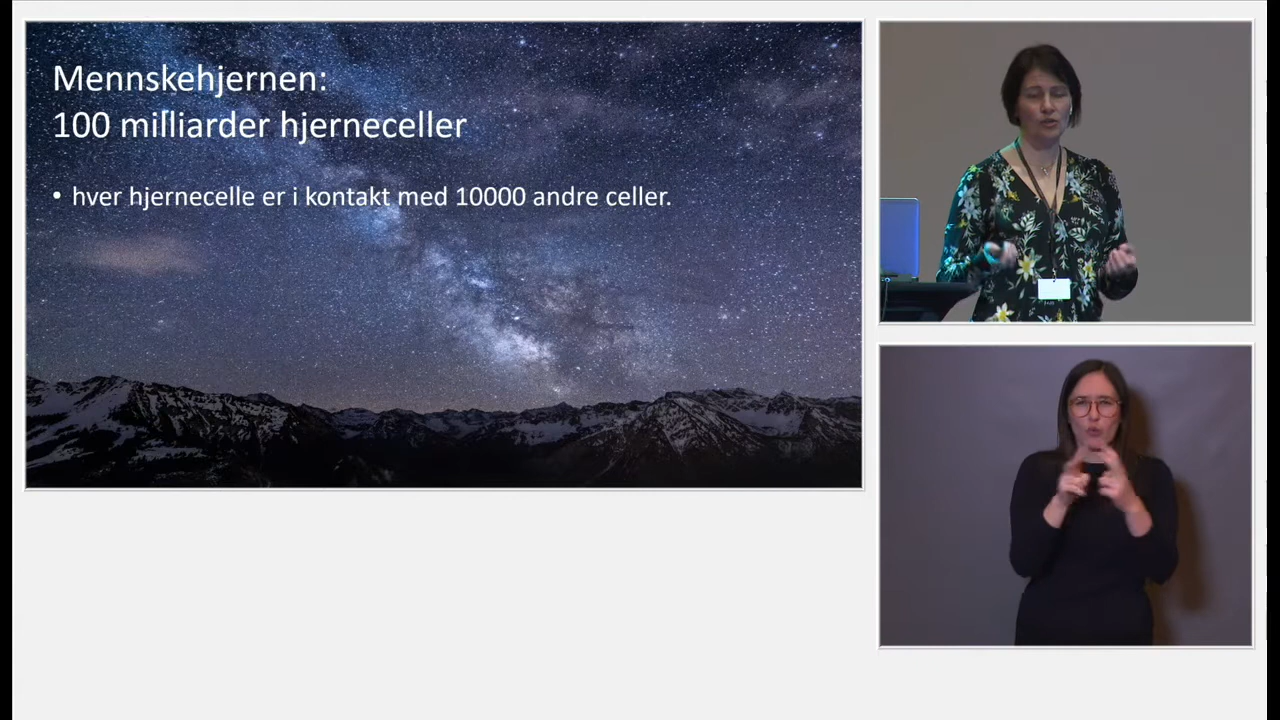 Mennskehjernen:
100 milliarder hjerneceller
• hver hjernecelle er i kontakt med 10000 andre celler.